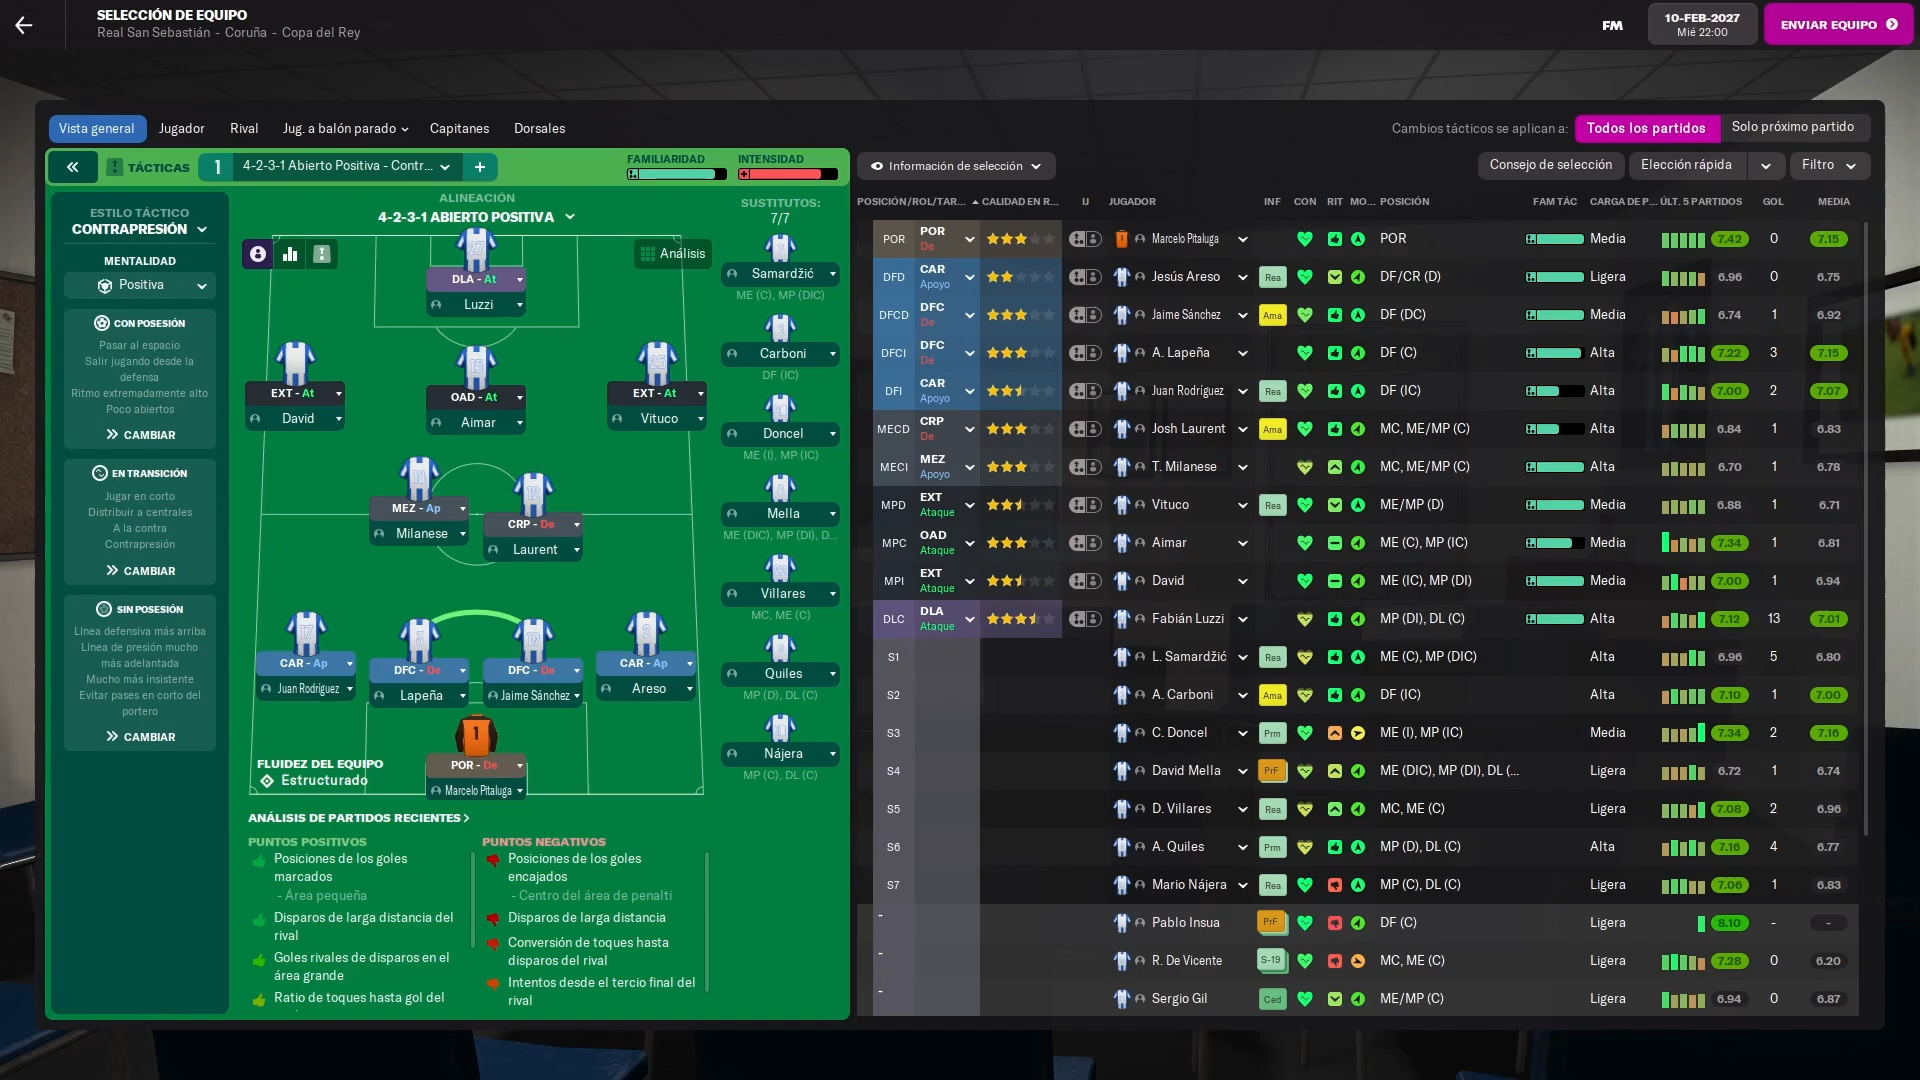 SELECCIÓN DE EQUIPO
Real San Sebastián - Coruña - Copa del Rey
FM
10-FEB-2027
Mié 22:00
ENVIAR EQUIPO
Vista general
Jugador
Rival
Jug. a balón parado
Capitanes
Dorsales
Cambios tácticos se aplican a:
Todos los partidos
Solo próximo partido
TÁCTICAS
1
4-2-3-1 Abierto Positiva - Contr...
FAMILIARIDAD
INTENSIDAD
Información de selección
Consejo de selección
Elección rápida
Filtro
ESTILO TÁCTICO
CONTRAPRESIÓN
MENTALIDAD
Positiva
CON POSESIÓN
Pasar al espacio
Salir jugando desde la
defensa
Ritmo extremadamente alto
Poco abiertos
CAMBIAR
EN TRANSICIÓN
Jugar en corto
Distribuir a centrales
A la contra
Contrapresión
CAMBIAR
SIN POSESIÓN
Línea defensiva más arriba
Línea de presión mucho
más adelantada
Mucho más insistente
Evitar pases en corto del
portero
CAMBIAR
ALINEACIÓN
4-2-3-1 ABIERTO POSITIVA
Análisis
DLA - At
Luzzi
EXT - At
David
15
OAD - At
Aimar
25
EXT - At
Vituco
10
MEZ - Ap
Milanese
12
CRP - De
Laurent
17
CAR - Ap
Juan Rodríguez
DFC - De
Lapeña
DFC - De
Jaime Sánchez
2
CAR - Ap
Areso
1
POR - De
Marcelo Pitaluga
FLUIDEZ DEL EQUIPO
Estructurado
SUSTITUTOS:
7/7
Samardžić
ME (C), MP (DIC)
Carboni
DF (IC)
Doncel
ME (I), MP (IC)
Mella
ME (DIC), MP (DI), D...
Villares
MC, ME (C)
Quiles
MP (D), DL (C)
Nájera
MP (C), DL (C)
ANÁLISIS DE PARTIDOS RECIENTES
PUNTOS POSITIVOS
Posiciones de los goles
marcados
- Área pequeña
Disparos de larga distancia del
rival
Goles rivales de disparos en el
área grande
Ratio de toques hasta gol del
PUNTOS NEGATIVOS
Posiciones de los goles
encajados
- Centro del área de penalti
Disparos de larga distancia
Conversión de toques hasta
disparos del rival
Intentos desde el tercio final del
rival
POSICIÓN/ROL/TAR... CALIDAD EN R... IJ JUGADOR INF CON RIT MO... POSICIÓN FAM TÁC CARGA DE P... ÚLT. 5 PARTIDOS GOL MEDIA
POR POR De Marcelo Pitaluga POR Media 7.42 0 7.15
DFD CAR Apoyo Jesús Areso Rea DF/CR (D) Ligera 6.96 0 6.75
DFCD DFC De Jaime Sánchez Ama DF (DC) Media 6.74 1 6.92
DFCI DFC De A. Lapeña DF (C) Alta 7.22 3 7.15
DFI CAR Apoyo Juan Rodríguez Rea DF (IC) Alta 7.00 2 7.07
MECD CRP De Josh Laurent Ama MC, ME/MP (C) Alta 6.84 1 6.83
MECI MEZ Apoyo T. Milanese MC, ME/MP (C) Alta 6.70 1 6.78
MPD EXT Ataque Vituco Rea ME/MP (D) Media 6.88 1 6.71
MPC OAD Ataque Aimar ME (C), MP (IC) Media 7.34 1 6.81
MPI EXT Ataque David ME (IC), MP (DI) Media 7.00 1 6.94
DLC DLA Ataque Fabián Luzzi MP (DI), DL (C) Alta 7.12 13 7.01
S1 L. Samardžić Rea ME (C), MP (DIC) Alta 6.96 5 6.80
S2 A. Carboni Ama DF (IC) Alta 7.10 1 7.00
S3 C. Doncel Prm ME (I), MP (IC) Media 7.34 2 7.16
S4 David Mella PrF ME (DIC), MP (DI), DL (... Ligera 6.72 1 6.74
S5 D. Villares Rea MC, ME (C) Ligera 7.08 2 6.96
S6 A. Quiles Prm MP (D), DL (C) Alta 7.16 4 6.77
S7 Mario Nájera Rea MP (C), DL (C) Ligera 7.06 1 6.83
- Pablo Insua PrF DF (C) Ligera 8.10 - -
- R. De Vicente S-19 MC, ME (C) Ligera 7.28 0 6.20
- Sergio Gil Ced ME/MP (C) Ligera 6.94 0 6.87